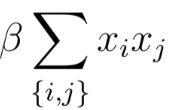 β ∑_{\{i,j\}} x_i x_j